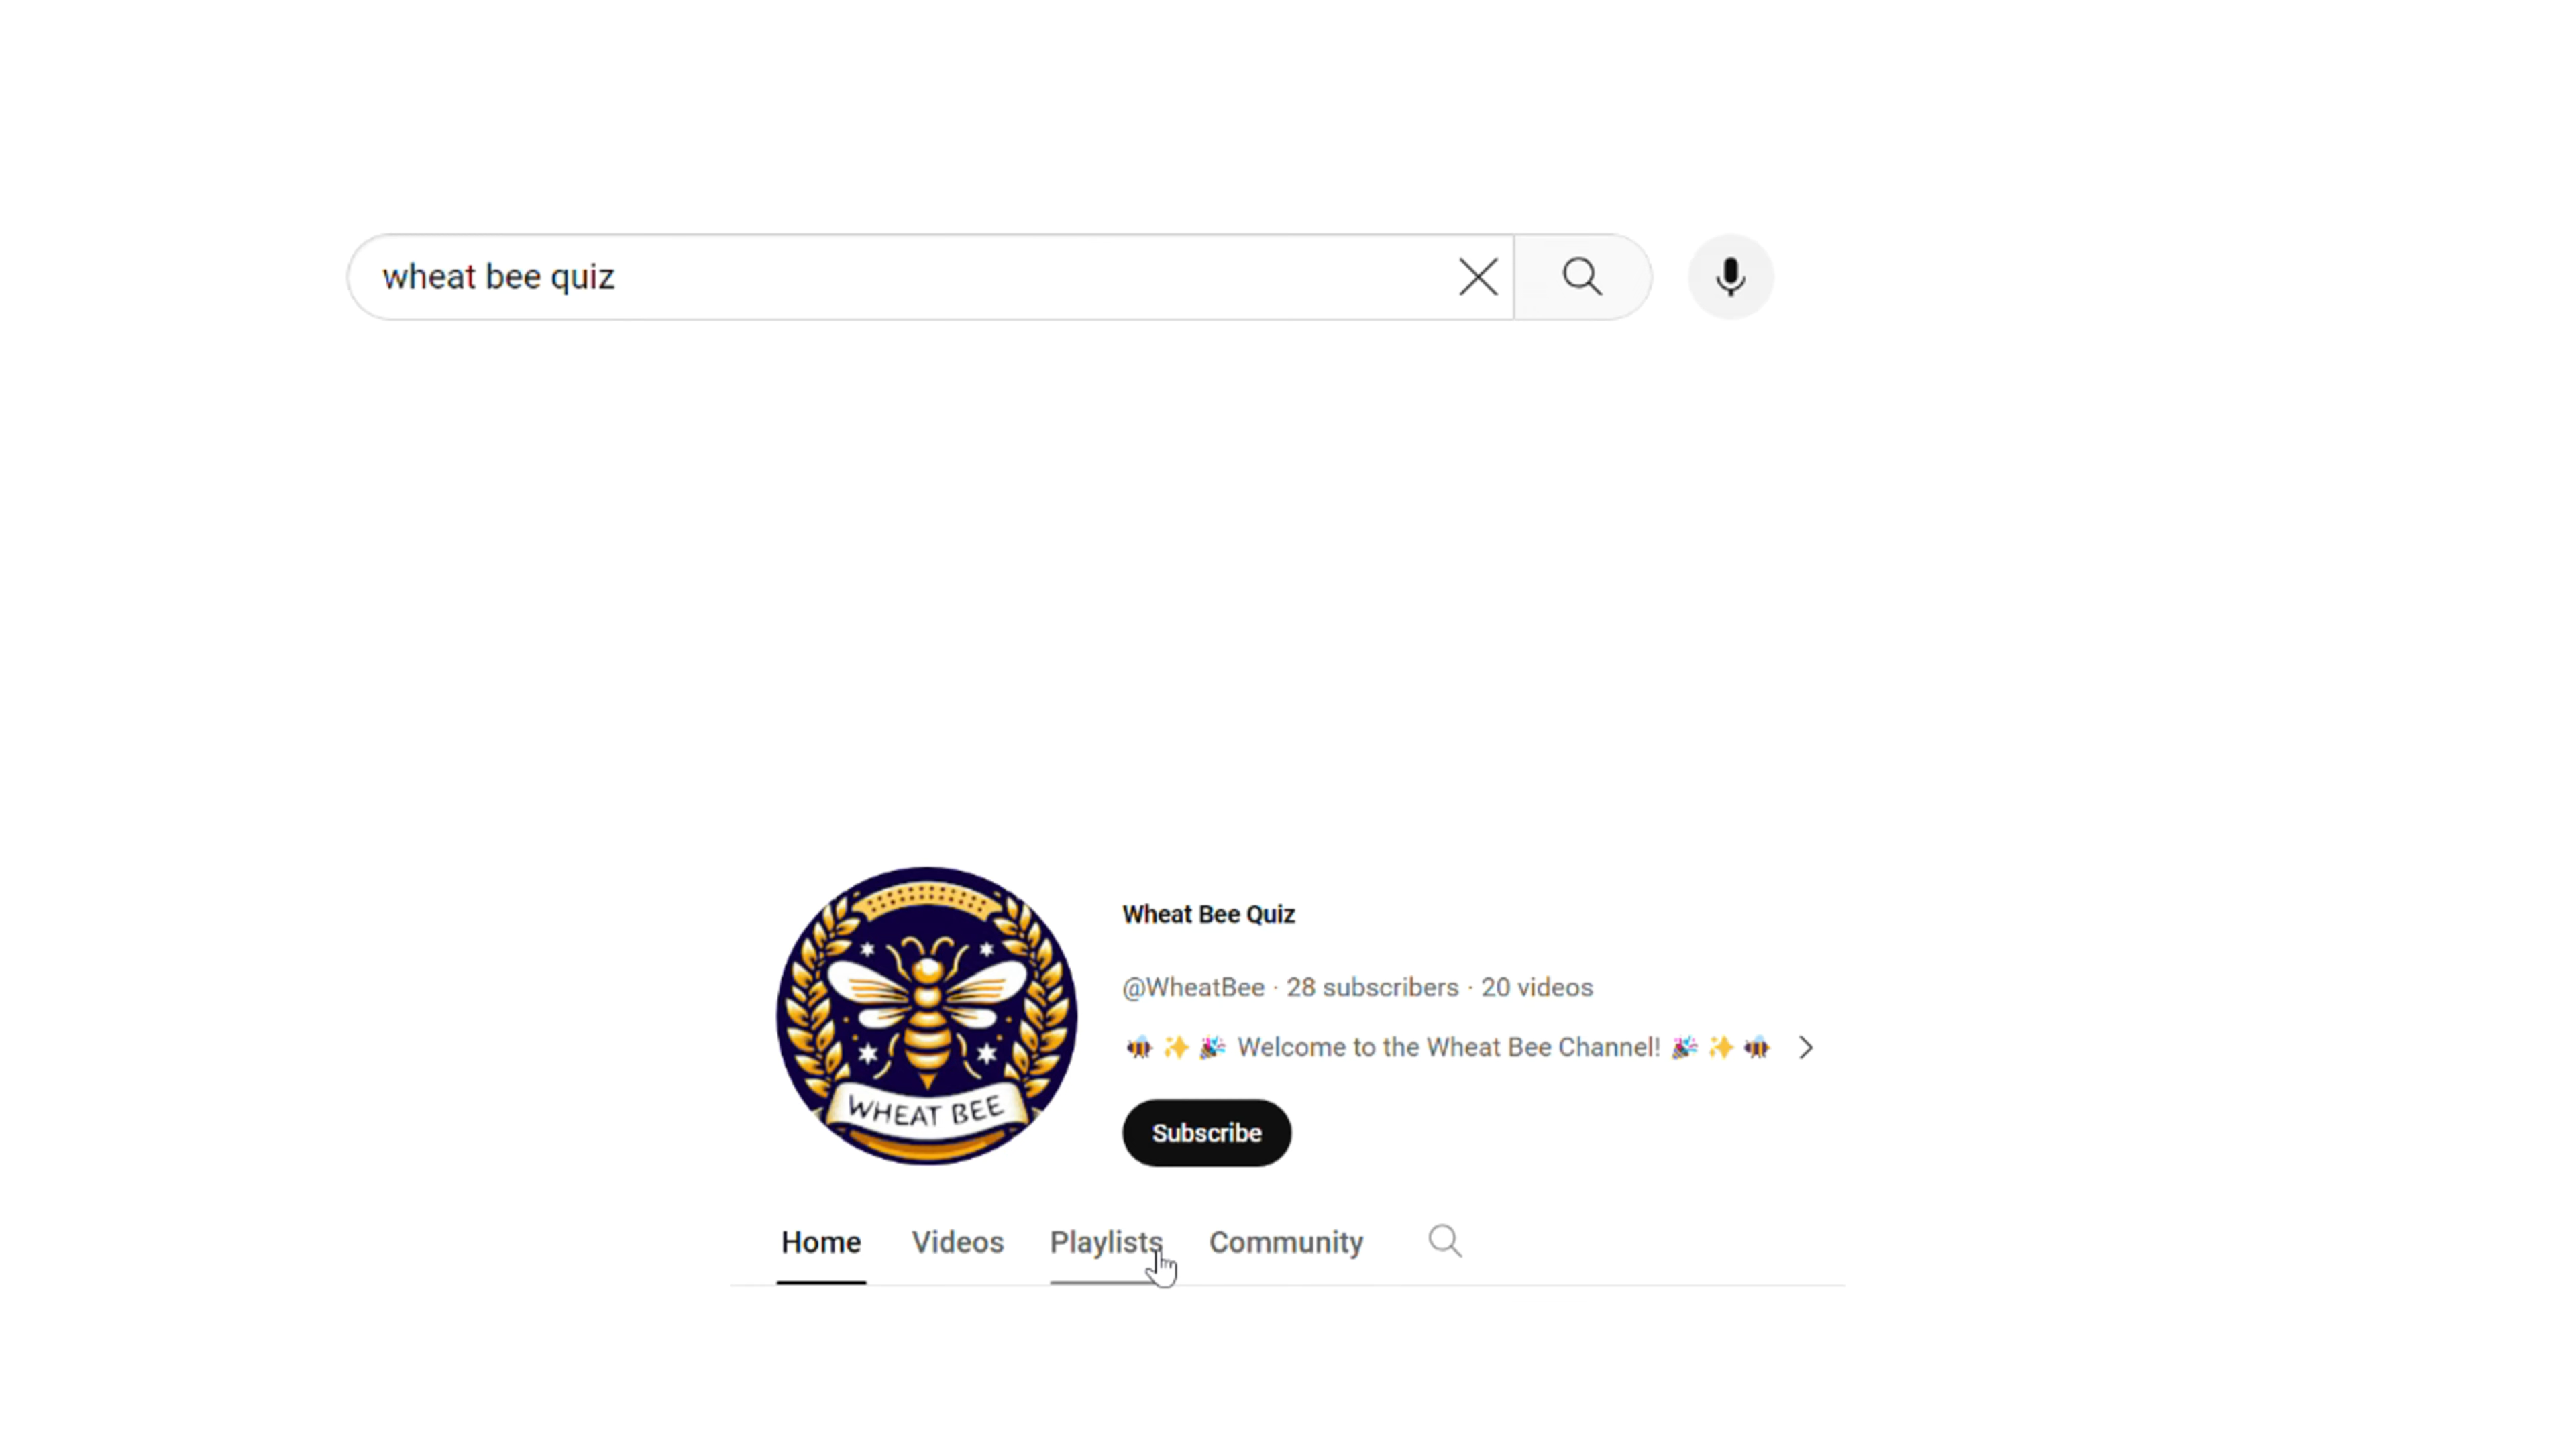 wheat bee quiz
Wheat Bee Quiz
@WheatBee · 28 subscribers · 20 videos
🐝 ✨ 🎉 Welcome to the Wheat Bee Channel! 🎉 ✨ 🐝
WHEAT BEE
Subscribe
Home Videos Playlists Community